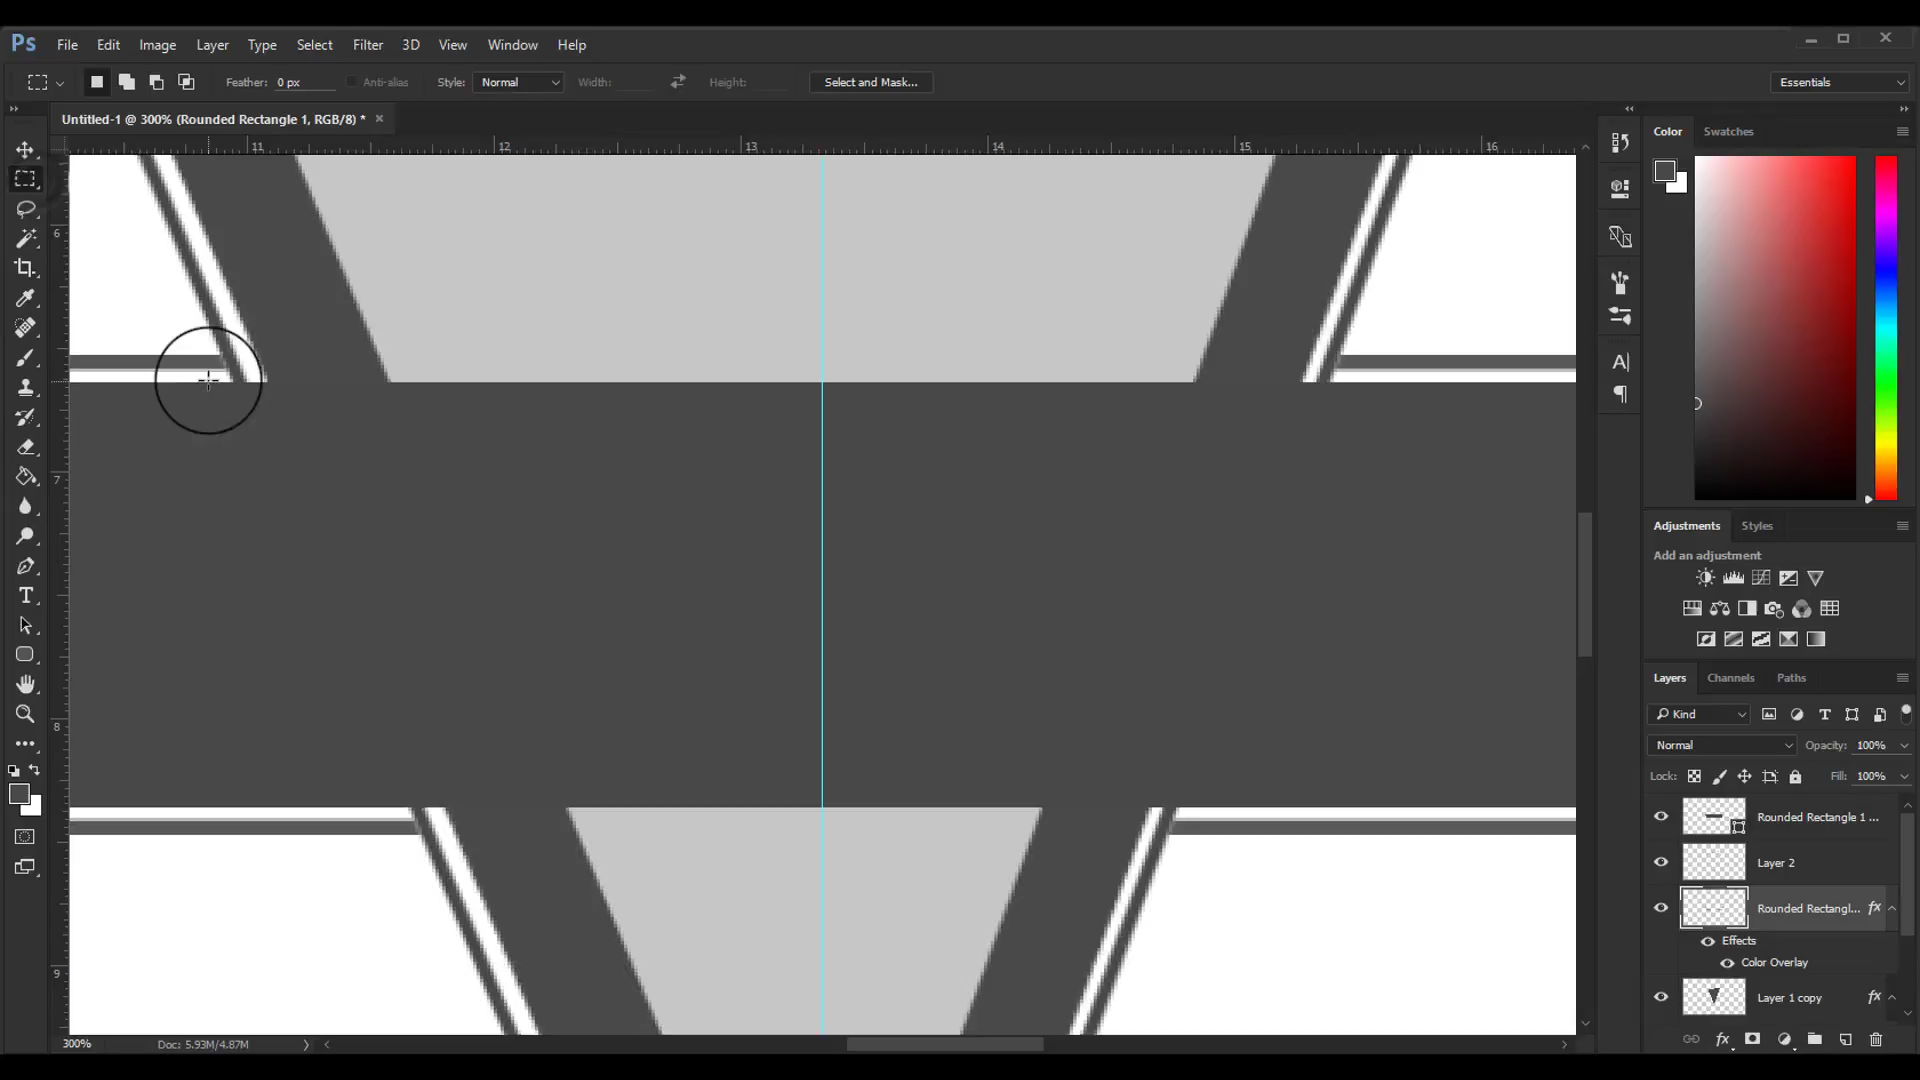 Ps File Edit Image Layer Type Select Filter 3D View Window Help
Feather: 0 px Anti-alias Style: Normal Width: Height: Select and Mask... Essentials
Untitled-1 @ 300% (Rounded Rectangle 1, RGB/8) * ×
11 12 13 14 15 16
6
7
8
9
Color Swatches
Adjustments Styles
Add an adjustment
Layers Channels Paths
Kind
Normal Opacity: 100%
Lock: Fill: 100%
Rounded Rectangle 1 ...
Layer 2
Rounded Rectangl... fx
Effects
Color Overlay
Layer 1 copy fx
300% Doc: 5.93M/4.87M